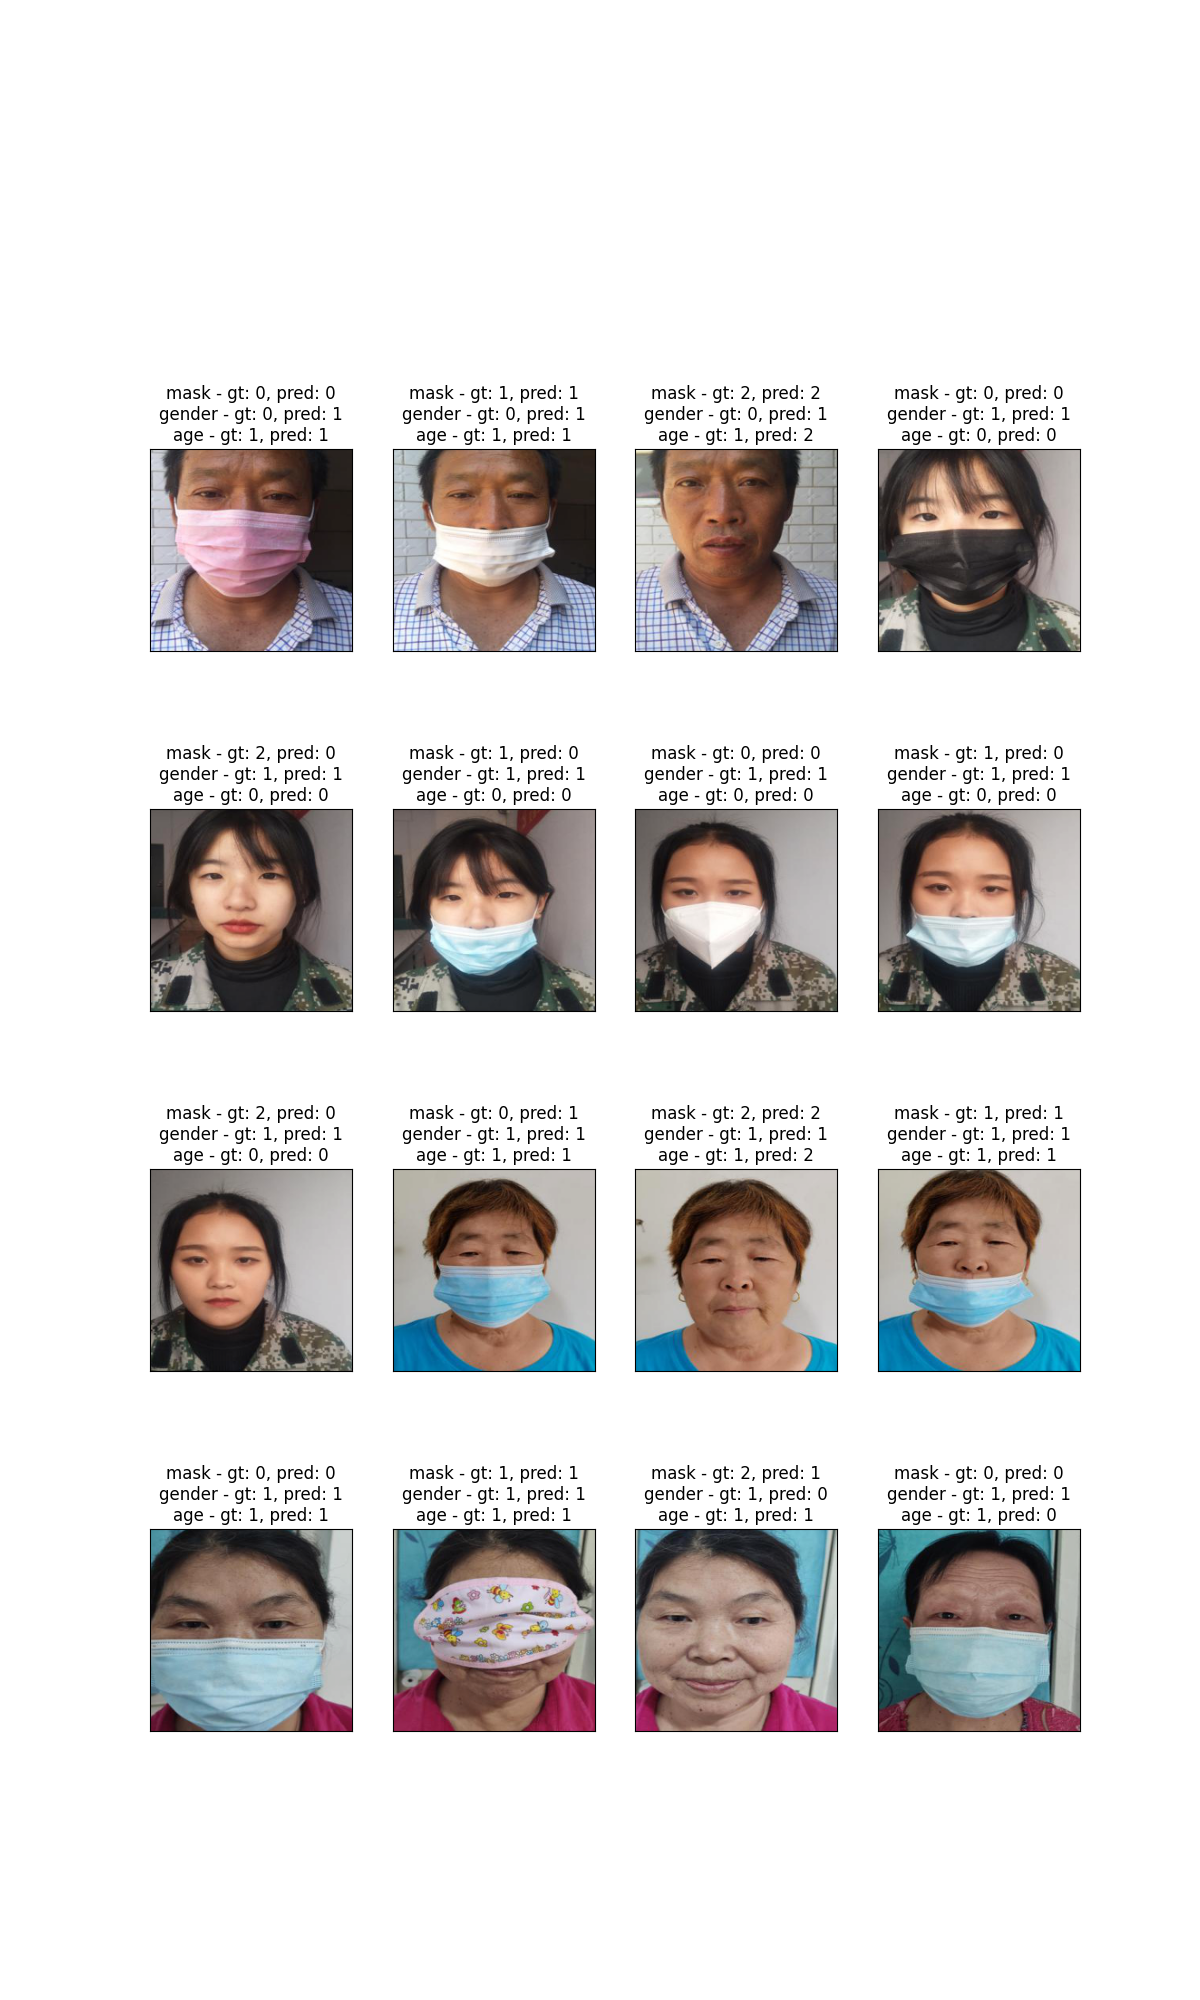 mask - gt: 0, pred: 0
gender - gt: 0, pred: 1
age - gt: 1, pred: 1
mask - gt: 1, pred: 1
gender - gt: 0, pred: 1
age - gt: 1, pred: 1
mask - gt: 2, pred: 2
gender - gt: 0, pred: 1
age - gt: 1, pred: 2
mask - gt: 0, pred: 0
gender - gt: 1, pred: 1
age - gt: 0, pred: 0
mask - gt: 2, pred: 0
gender - gt: 1, pred: 1
age - gt: 0, pred: 0
mask - gt: 1, pred: 0
gender - gt: 1, pred: 1
age - gt: 0, pred: 0
mask - gt: 0, pred: 0
gender - gt: 1, pred: 1
age - gt: 0, pred: 0
mask - gt: 1, pred: 0
gender - gt: 1, pred: 1
age - gt: 0, pred: 0
mask - gt: 2, pred: 0
gender - gt: 1, pred: 1
age - gt: 0, pred: 0
mask - gt: 0, pred: 1
gender - gt: 1, pred: 1
age - gt: 1, pred: 1
mask - gt: 2, pred: 2
gender - gt: 1, pred: 1
age - gt: 1, pred: 2
mask - gt: 1, pred: 1
gender - gt: 1, pred: 1
age - gt: 1, pred: 1
mask - gt: 0, pred: 0
gender - gt: 1, pred: 1
age - gt: 1, pred: 1
mask - gt: 1, pred: 1
gender - gt: 1, pred: 1
age - gt: 1, pred: 1
mask - gt: 2, pred: 1
gender - gt: 1, pred: 0
age - gt: 1, pred: 1
mask - gt: 0, pred: 0
gender - gt: 1, pred: 1
age - gt: 1, pred: 0